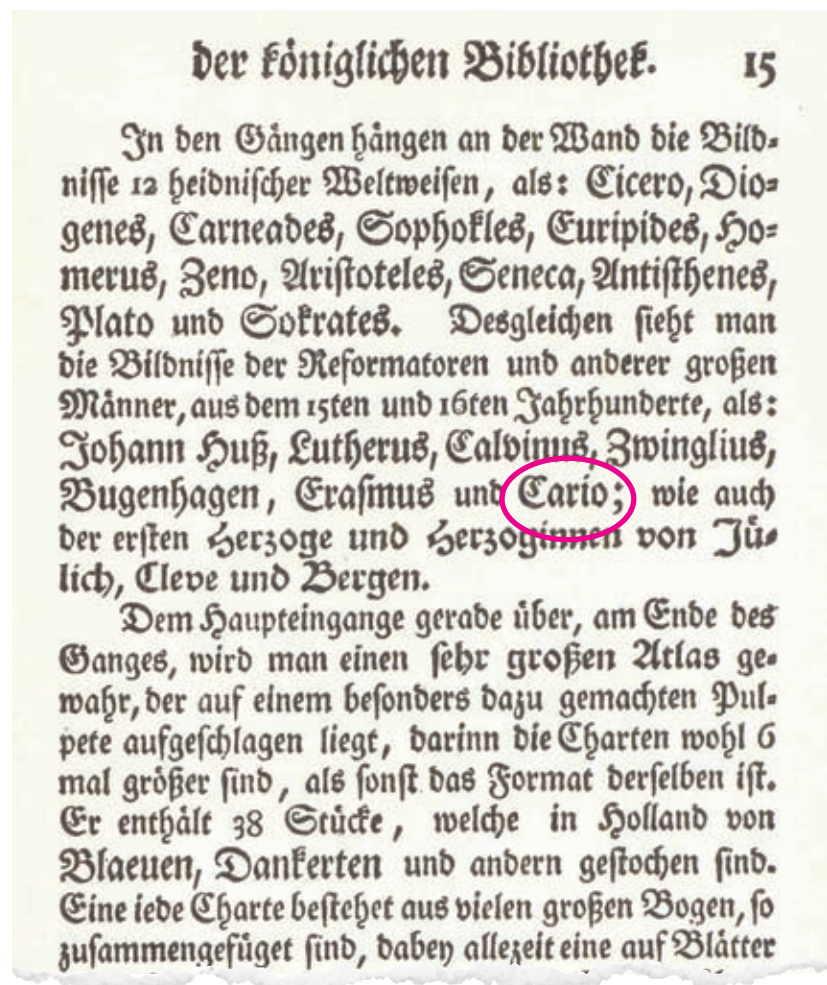 der königlichen Bibliothek. 15
In den Gängen hängen an der Wand die Bild-
nisse 12 heidnischer Weltweisen, als: Cicero, Dio-
genes, Carneades, Sophokles, Euripides, Ho-
merus, Zeno, Aristoteles, Seneca, Antisthenes,
Plato und Sokrates. Desgleichen sieht man
die Bildnisse der Reformatoren und anderer großen
Männer, aus dem 15ten und 16ten Jahrhunderte, als:
Johann Huß, Lutherus, Calvinus, Zwinglius,
Bugenhagen, Erasmus und Cario; wie auch
der ersten Herzoge und Herzoginnen von Jü-
lich, Cleve und Bergen.
Dem Haupteingange gerade über, am Ende des
Ganges, wird man einen sehr großen Atlas ge-
wahr, der auf einem besonders dazu gemachten Pul-
pete aufgeschlagen liegt, darinn die Charten wohl 6
mal größer sind, als sonst das Format derselben ist.
Er enthält 38 Stücke, welche in Holland von
Blaeuen, Dankerten und andern gestochen sind.
Eine iede Charte bestehet aus vielen großen Bogen, so
zusammengefüget sind, dabey allezeit eine auf Blätter